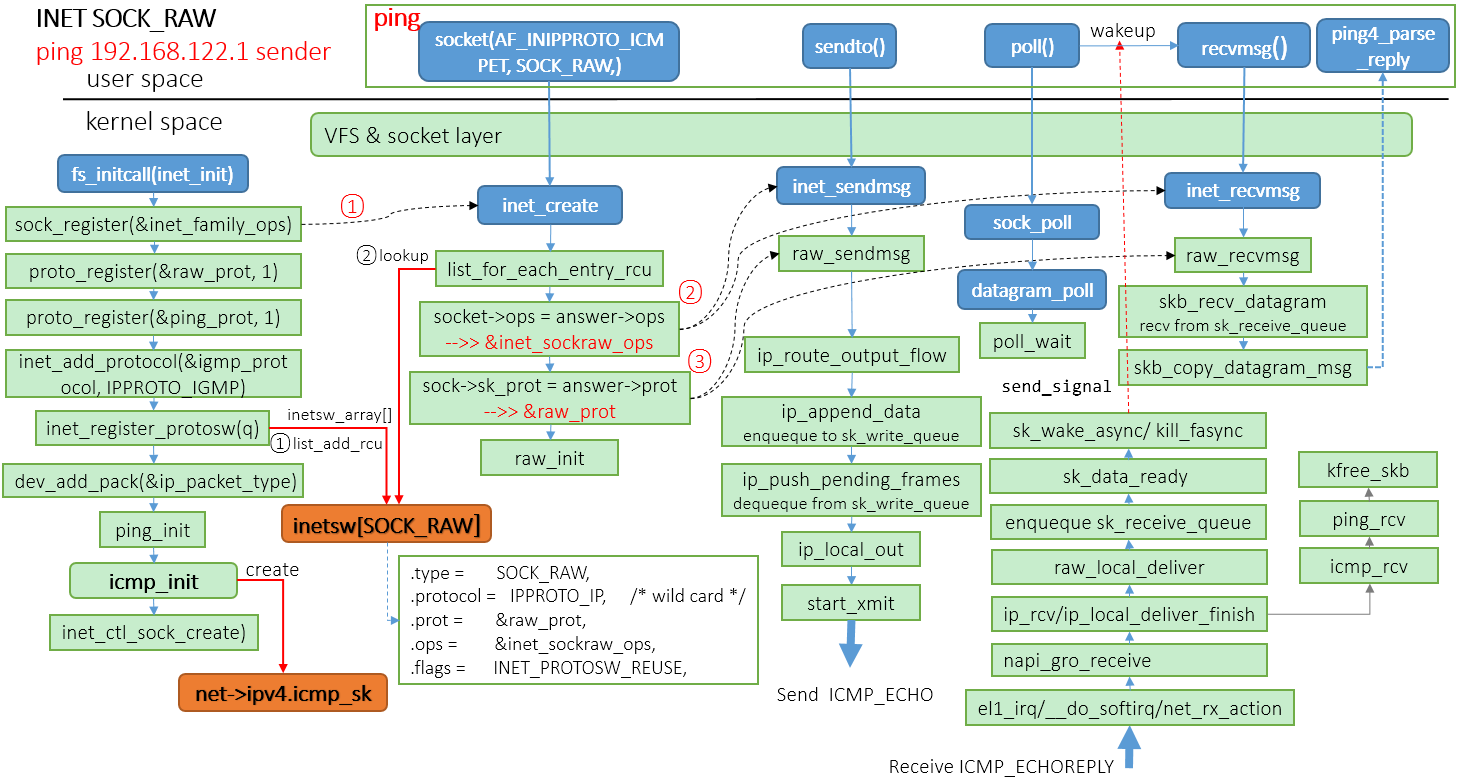 INET SOCK_RAW
ping 192.168.122.1 sender
user space
kernel space
ping
socket(AF_INIPPROTO_ICM
PET, SOCK_RAW,)
sendto()
poll()
wakeup
recvmsg()
ping4_parse
_reply
VFS & socket layer
fs_initcall(inet_init)
sock_register(&inet_family_ops)
proto_register(&raw_prot, 1)
proto_register(&ping_prot, 1)
inet_add_protocol(&igmp_prot
ocol, IPPROTO_IGMP)
inet_register_protosw(q)
dev_add_pack(&ip_packet_type)
ping_init
icmp_init
create
inet_ctl_sock_create)
net->ipv4.icmp_sk
①
inet_create
② lookup
list_for_each_entry_rcu
②
socket->ops = answer->ops
-->> &inet_sockraw_ops
③
sock->sk_prot = answer->prot
-->> &raw_prot
raw_init
inetsw_array[]
① list_add_rcu
inetsw[SOCK_RAW]
.type = SOCK_RAW,
.protocol = IPPROTO_IP, /* wild card */
.prot = &raw_prot,
.ops = &inet_sockraw_ops,
.flags = INET_PROTOSW_REUSE,
inet_sendmsg
raw_sendmsg
ip_route_output_flow
ip_append_data
enqueque to sk_write_queue
ip_push_pending_frames
dequeque from sk_write_queue
ip_local_out
start_xmit
Send ICMP_ECHO
sock_poll
datagram_poll
poll_wait
inet_recvmsg
raw_recvmsg
skb_recv_datagram
recv from sk_receive_queue
skb_copy_datagram_msg
send_signal
sk_wake_async/ kill_fasync
sk_data_ready
enqueque sk_receive_queue
raw_local_deliver
ip_rcv/ip_local_deliver_finish
napi_gro_receive
el1_irq/__do_softirq/net_rx_action
Receive ICMP_ECHOREPLY
kfree_skb
ping_rcv
icmp_rcv